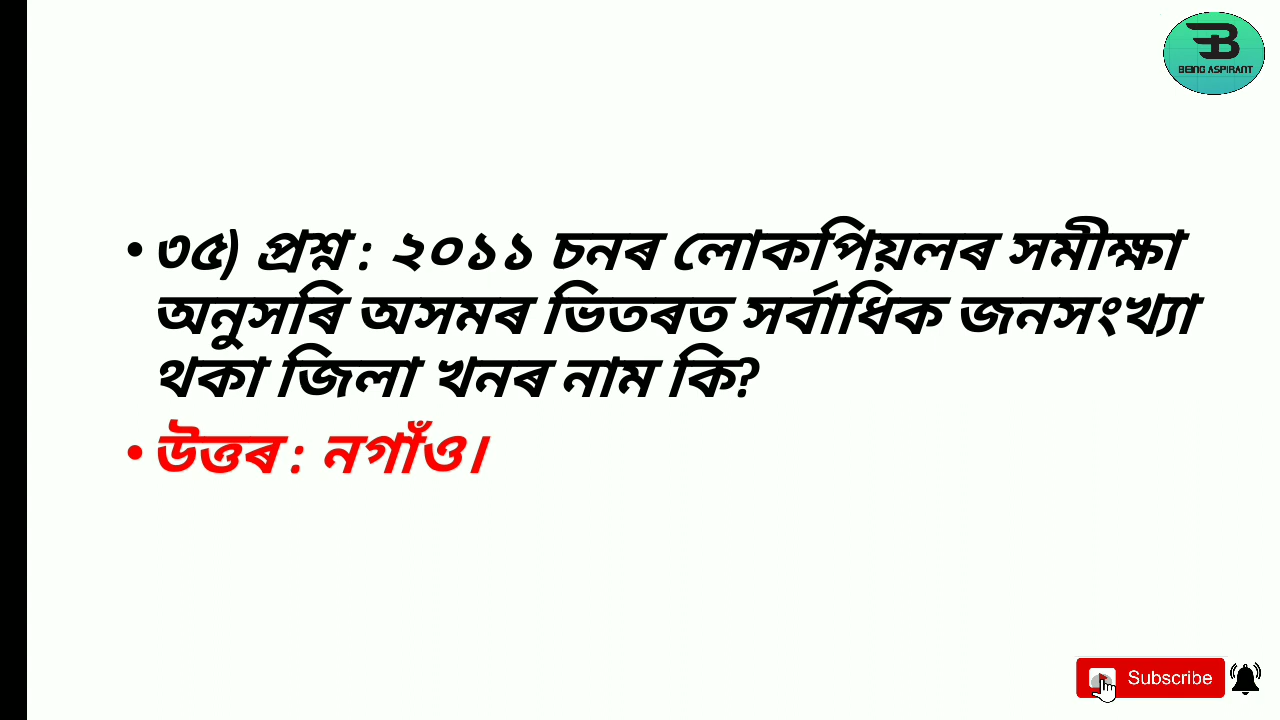 BEING ASPIRANT
• ৩৫) প্ৰশ্ন : ২০১১ চনৰ লোকপিয়লৰ সমীক্ষা
অনুসৰি অসমৰ ভিতৰত সৰ্বাধিক জনসংখ্যা
থকা জিলা খনৰ নাম কি?
• উত্তৰ : নগাঁও।
Subscribe